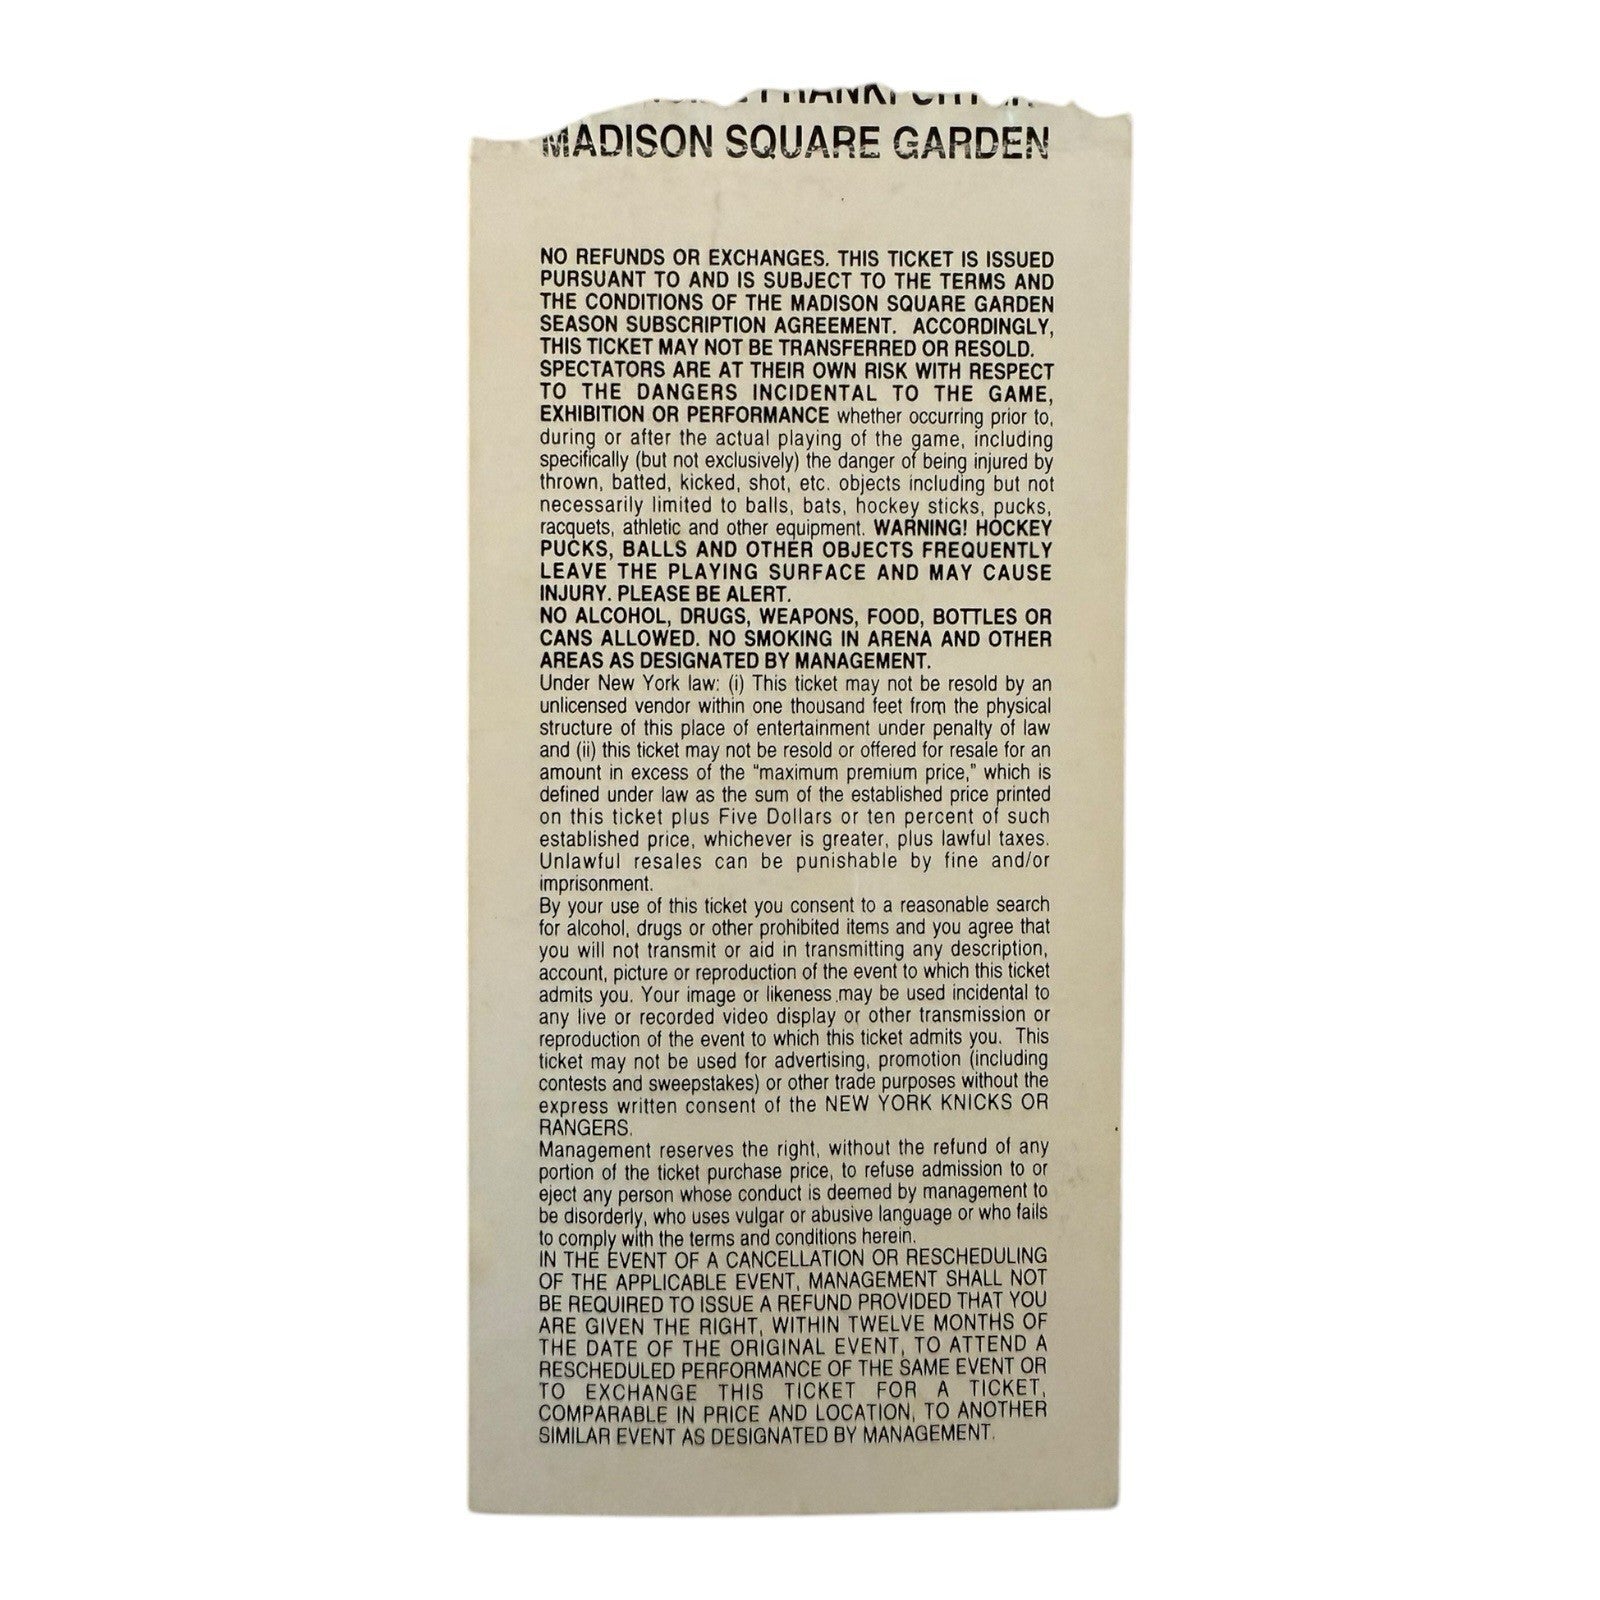 FRANKFURTER
MADISON SQUARE GARDEN
NO REFUNDS OR EXCHANGES. THIS TICKET IS ISSUED
PURSUANT TO AND IS SUBJECT TO THE TERMS AND
THE CONDITIONS OF THE MADISON SQUARE GARDEN
SEASON SUBSCRIPTION AGREEMENT. ACCORDINGLY,
THIS TICKET MAY NOT BE TRANSFERRED OR RESOLD.
SPECTATORS ARE AT THEIR OWN RISK WITH RESPECT
TO THE DANGERS INCIDENTAL TO THE GAME,
EXHIBITION OR PERFORMANCE whether occurring prior to,
during or after the actual playing of the game, including
specifically (but not exclusively) the danger of being injured by
thrown, batted, kicked, shot, etc. objects including but not
necessarily limited to balls, bats, hockey sticks, pucks,
racquets, athletic and other equipment. WARNING! HOCKEY
PUCKS, BALLS AND OTHER OBJECTS FREQUENTLY
LEAVE THE PLAYING SURFACE AND MAY CAUSE
INJURY. PLEASE BE ALERT.
NO ALCOHOL, DRUGS, WEAPONS, FOOD, BOTTLES OR
CANS ALLOWED. NO SMOKING IN ARENA AND OTHER
AREAS AS DESIGNATED BY MANAGEMENT.
Under New York law: (i) This ticket may not be resold by an
unlicensed vendor within one thousand feet from the physical
structure of this place of entertainment under penalty of law
and (ii) this ticket may not be resold or offered for resale for an
amount in excess of the "maximum premium price," which is
defined under law as the sum of the established price printed
on this ticket plus Five Dollars or ten percent of such
established price, whichever is greater, plus lawful taxes.
Unlawful resales can be punishable by fine and/or
imprisonment.
By your use of this ticket you consent to a reasonable search
for alcohol, drugs or other prohibited items and you agree that
you will not transmit or aid in transmitting any description,
account, picture or reproduction of the event to which this ticket
admits you. Your image or likeness may be used incidental to
any live or recorded video display or other transmission or
reproduction of the event to which this ticket admits you. This
ticket may not be used for advertising, promotion (including
contests and sweepstakes) or other trade purposes without the
express written consent of the NEW YORK KNICKS OR
RANGERS.
Management reserves the right, without the refund of any
portion of the ticket purchase price, to refuse admission to or
eject any person whose conduct is deemed by management to
be disorderly, who uses vulgar or abusive language or who fails
to comply with the terms and conditions herein.
IN THE EVENT OF A CANCELLATION OR RESCHEDULING
OF THE APPLICABLE EVENT, MANAGEMENT SHALL NOT
BE REQUIRED TO ISSUE A REFUND PROVIDED THAT YOU
ARE GIVEN THE RIGHT, WITHIN TWELVE MONTHS OF
THE DATE OF THE ORIGINAL EVENT, TO ATTEND A
RESCHEDULED PERFORMANCE OF THE SAME EVENT OR
TO EXCHANGE THIS TICKET FOR A TICKET,
COMPARABLE IN PRICE AND LOCATION, TO ANOTHER
SIMILAR EVENT AS DESIGNATED BY MANAGEMENT.